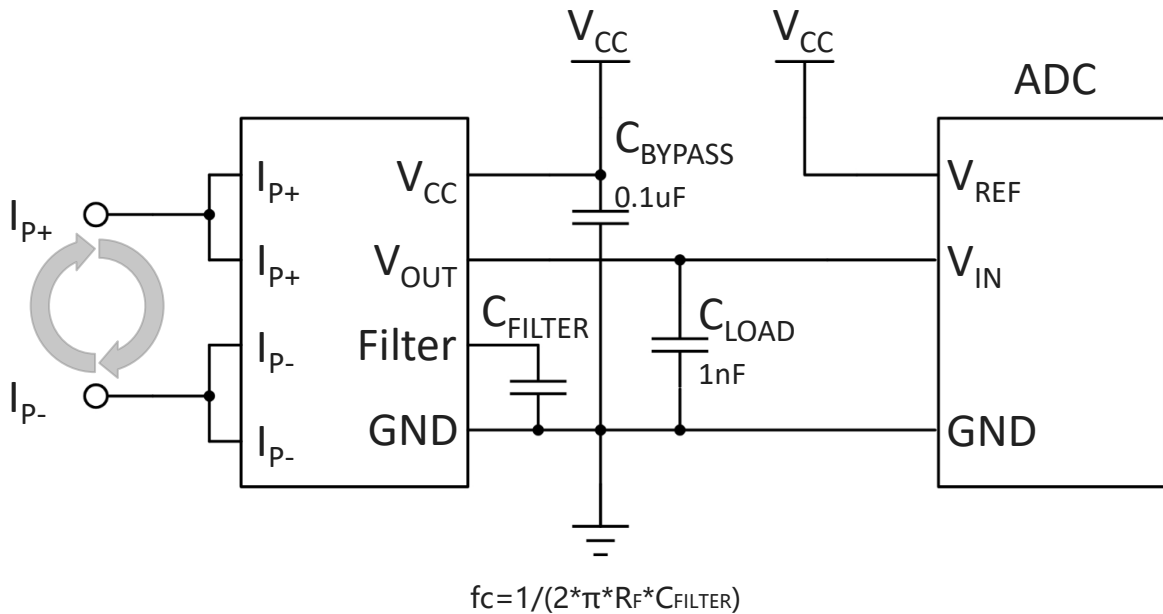 VCC
VCC
ADC
CBYPASS
0.1uF
IP+
IP+
VCC
VREF
IP+
VOUT
VIN
CFILTER
CLOAD
1nF
IP-
Filter
IP-
IP-
GND
GND
fc=1/(2*π*RF*CFILTER)